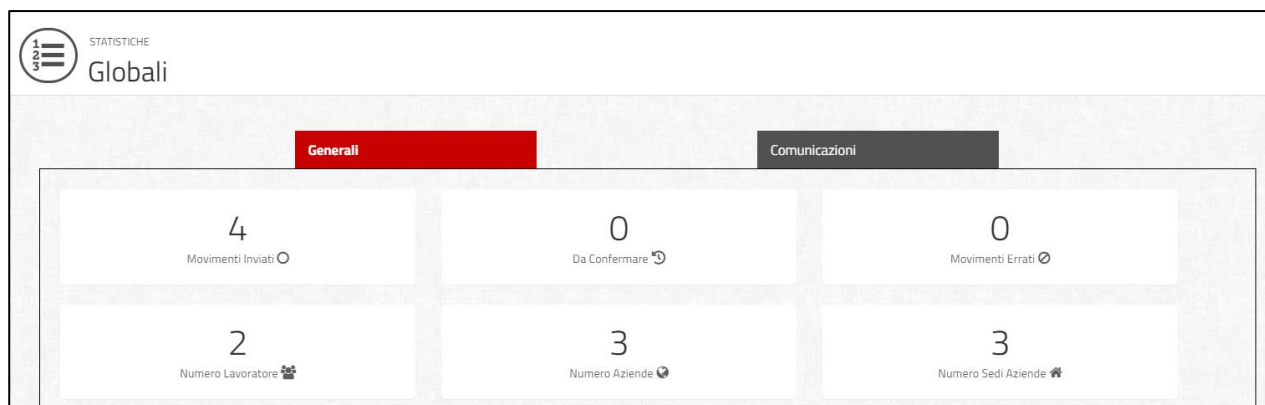 STATISTICHE
Globali
Generali
Comunicazioni
4
Movimenti Inviati
0
Da Confermare
0
Movimenti Errati
2
Numero Lavoratore
3
Numero Aziende
3
Numero Sedi Aziende